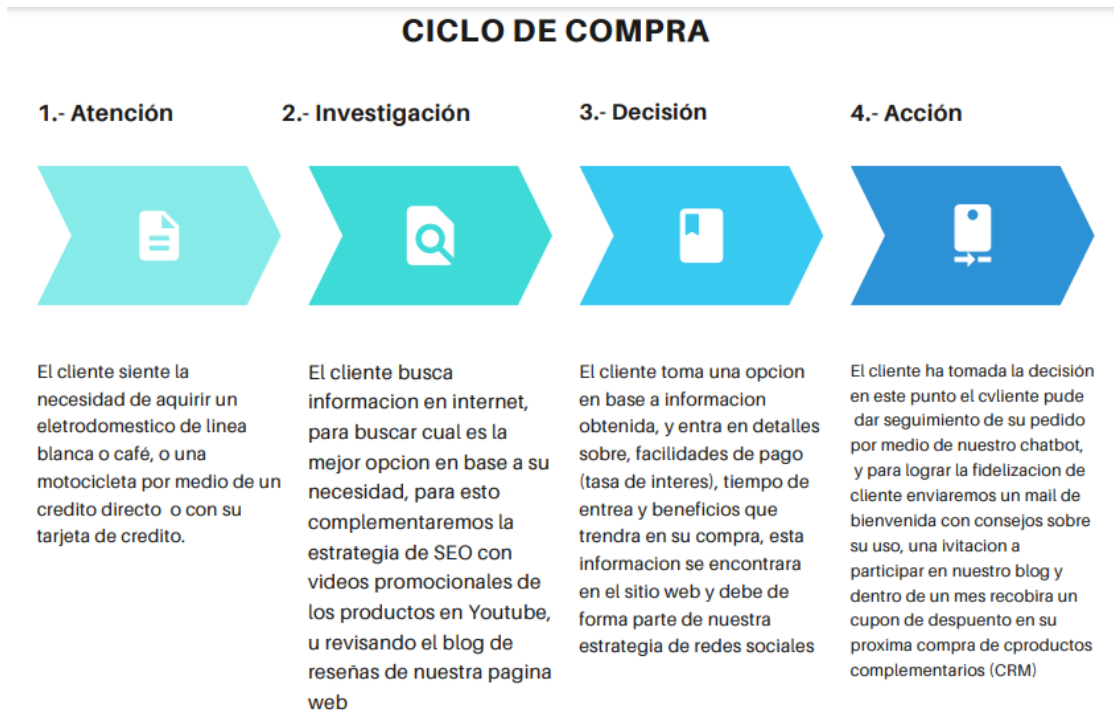 CICLO DE COMPRA
1.- Atención
El cliente siente la
necesidad de aquirir un
eletrodomestico de linea
blanca o café, o una
motocicleta por medio de un
credito directo o con su
tarjeta de credito.
2.- Investigación
El cliente busca
informacion en internet,
para buscar cual es la
mejor opcion en base a su
necesidad, para esto
complementaremos la
estrategia de SEO con
videos promocionales de
los productos en Youtube,
u revisando el blog de
reseñas de nuestra pagina
web
3.- Decisión
El cliente toma una opcion
en base a informacion
obtenida, y entra en detalles
sobre, facilidades de pago
(tasa de interes), tiempo de
entrea y beneficios que
trendra en su compra, esta
informacion se encontrara
en el sitio web y debe de
forma parte de nuestra
estrategia de redes sociales
4.- Acción
El cliente ha tomada la decisión
en este punto el cvliente pude
dar seguimiento de su pedido
por medio de nuestro chatbot,
y para lograr la fidelizacion de
cliente enviaremos un mail de
bienvenida con consejos sobre
su uso, una ivitacion a
participar en nuestro blog y
dentro de un mes recobira un
cupon de despuento en su
proxima compra de cproductos
complementarios (CRM)